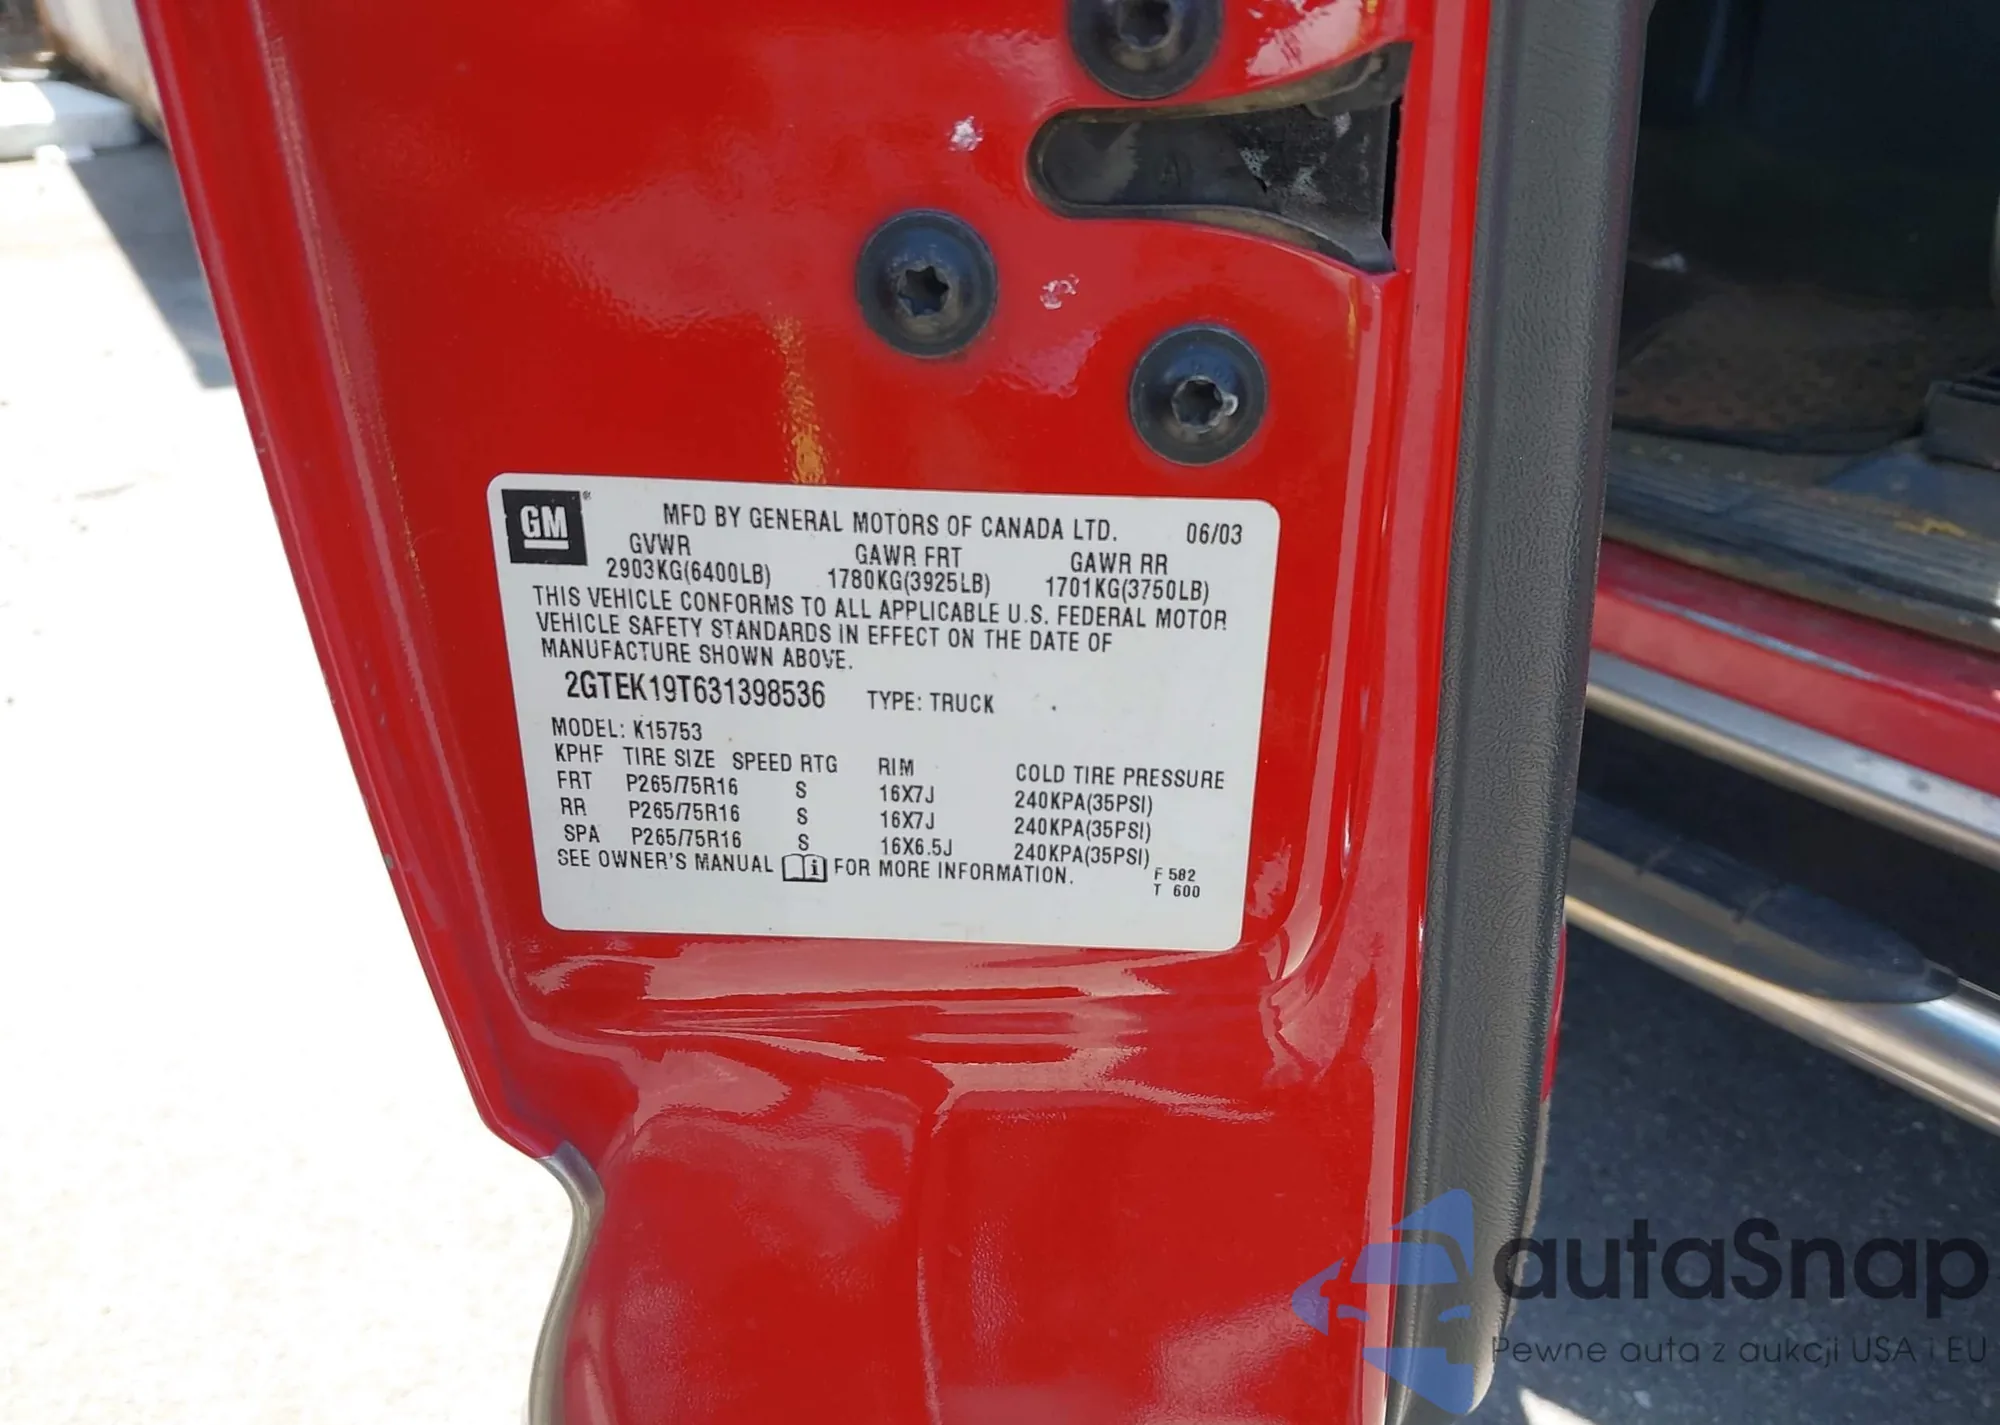 GM
MFD BY GENERAL MOTORS OF CANADA LTD. 06/03
GVWR GAWR FRT GAWR RR
2903KG(6400LB) 1780KG(3925LB) 1701KG(3750LB)
THIS VEHICLE CONFORMS TO ALL APPLICABLE U.S. FEDERAL MOTOR
VEHICLE SAFETY STANDARDS IN EFFECT ON THE DATE OF
MANUFACTURE SHOWN ABOVE.
2GTEK19T631398536 TYPE: TRUCK
MODEL: K15753
KPHF TIRE SIZE SPEED RTG RIM COLD TIRE PRESSURE
FRT P265/75R16 S 16X7J 240KPA(35PSI)
RR P265/75R16 S 16X7J 240KPA(35PSI)
SPA P265/75R16 S 16X6.5J 240KPA(35PSI)
SEE OWNER'S MANUAL i FOR MORE INFORMATION. F 582
T 600
autaSnap
Pewne auta z aukcji USA i EU